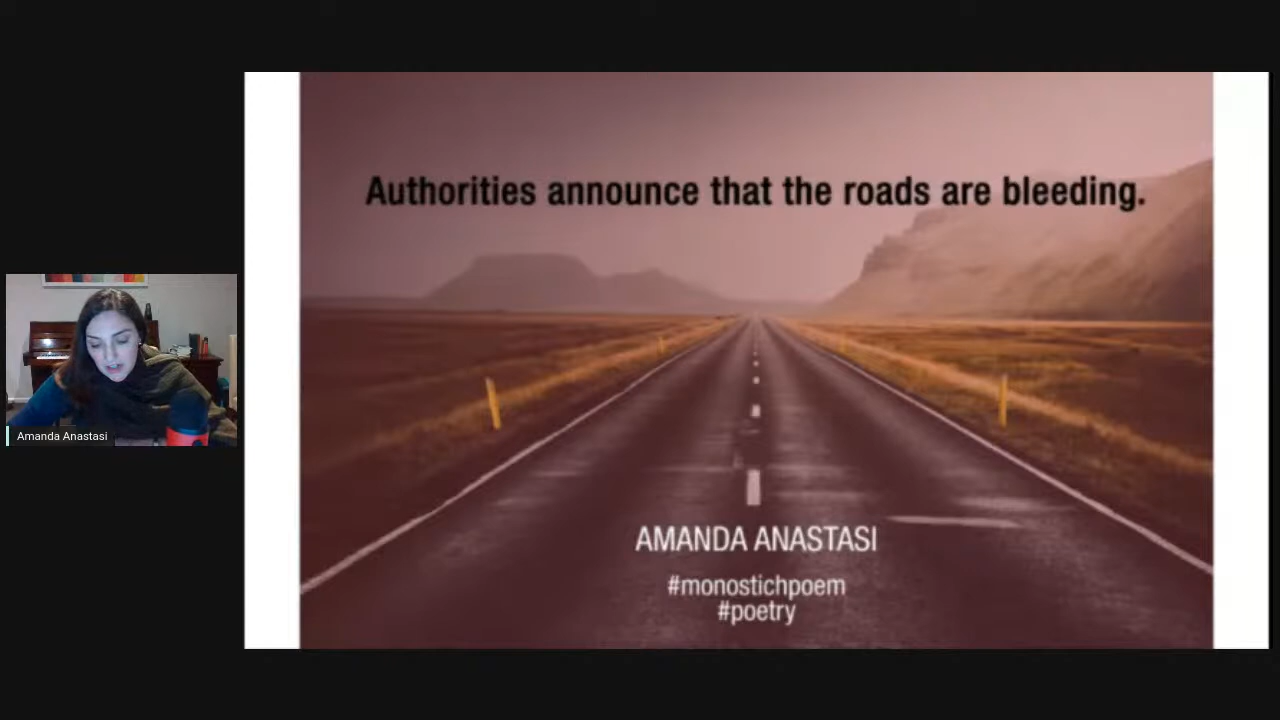 Authorities announce that the roads are bleeding.
AMANDA ANASTASI
#monostichpoem
#poetry
Amanda Anastasi